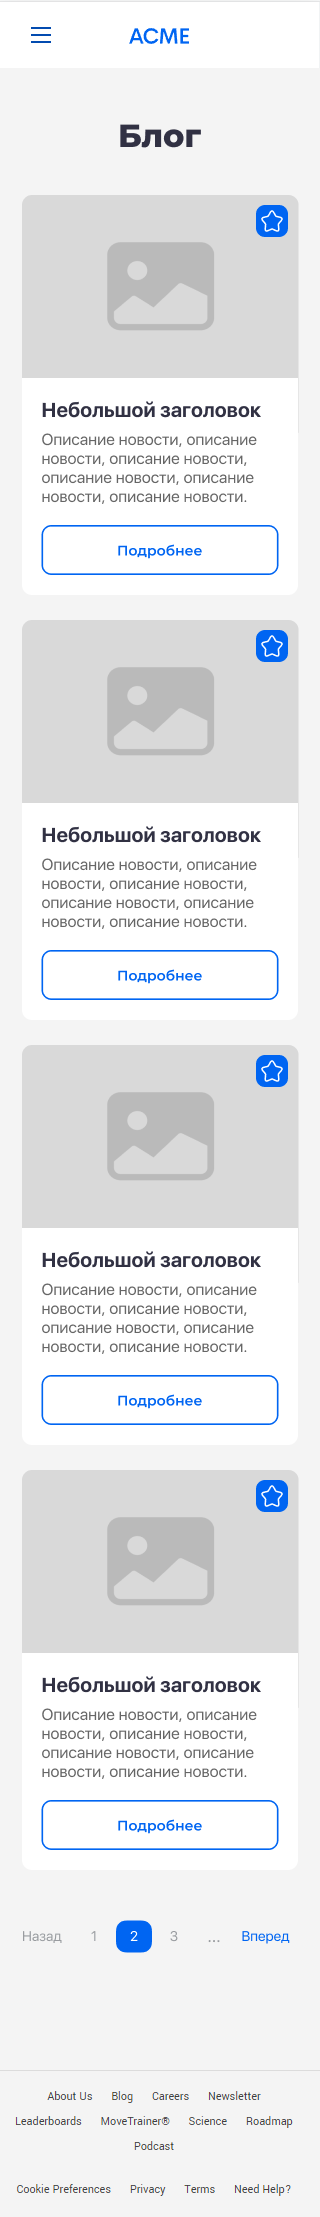 ACME
Блог
Небольшой заголовок
Описание новости, описание
новости, описание новости,
описание новости, описание
новости, описание новости.
Подробнее
Небольшой заголовок
Описание новости, описание
новости, описание новости,
описание новости, описание
новости, описание новости.
Подробнее
Небольшой заголовок
Описание новости, описание
новости, описание новости,
описание новости, описание
новости, описание новости.
Подробнее
Небольшой заголовок
Описание новости, описание
новости, описание новости,
описание новости, описание
новости, описание новости.
Подробнее
Назад 1 2 3 ... Вперед
About Us Blog Careers Newsletter
Leaderboards MoveTrainer® Science Roadmap
Podcast
Cookie Preferences Privacy Terms Need Help?